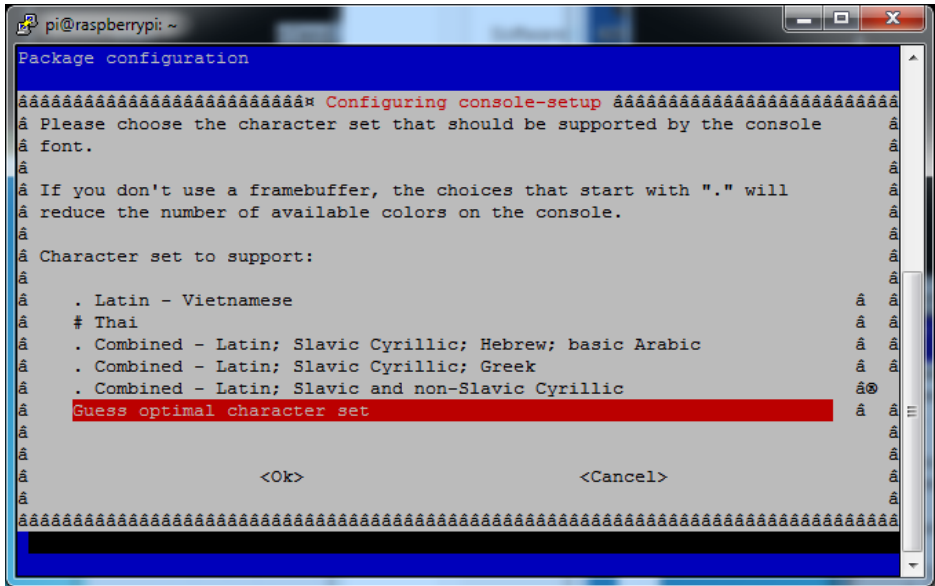 pi@raspberrypi: ~
Package configuration
âââââââââââââââââââââââââ⤠Configuring console-setup ââââââââââââââââââââââââââ
â Please choose the character set that should be supported by the console â
â font. â
â â
â If you don't use a framebuffer, the choices that start with "." will â
â reduce the number of available colors on the console. â
â â
â Character set to support: â
â â
â . Latin - Vietnamese â â
â # Thai â â
â . Combined - Latin; Slavic Cyrillic; Hebrew; basic Arabic â â
â . Combined - Latin; Slavic Cyrillic; Greek â â
â . Combined - Latin; Slavic and non-Slavic Cyrillic â®
â Guess optimal character set â â
â â
â â
â <Ok> <Cancel> â
â â
ââââââââââââââââââââââââââââââââââââââââââââââââââââââââââââââââââââââââââââââââ